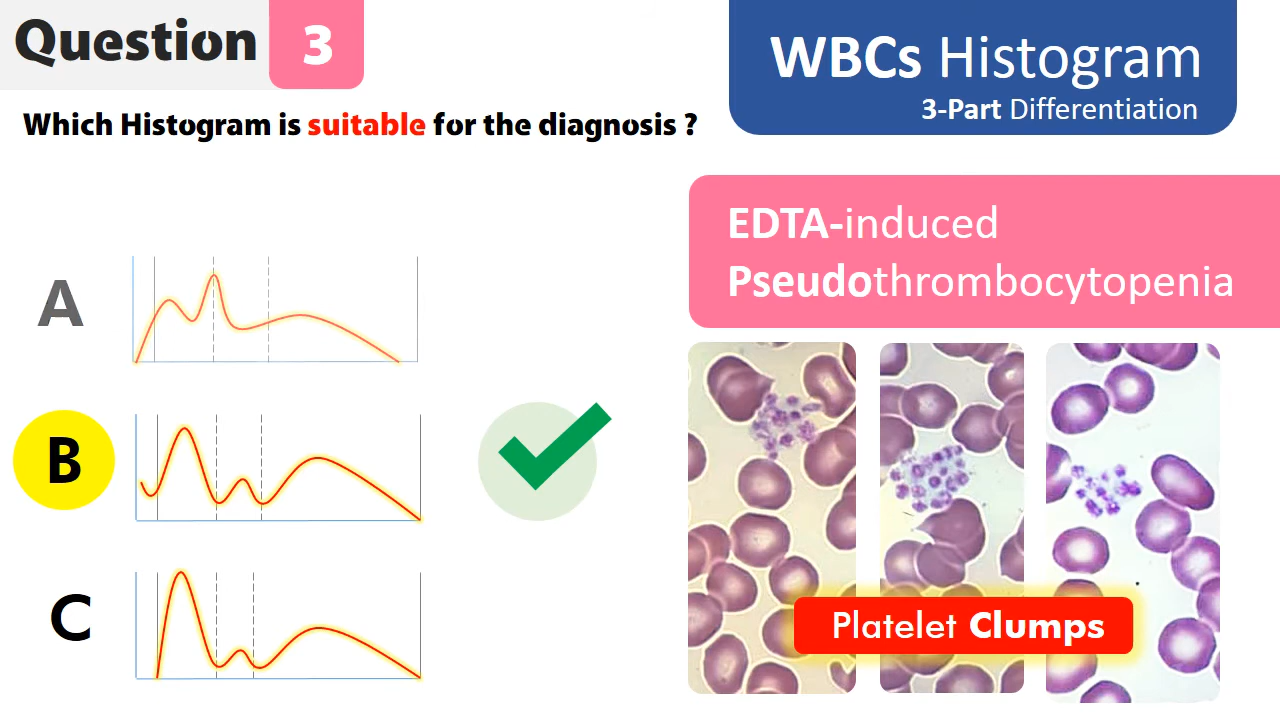 Question 3
WBCs Histogram
3-Part Differentiation
Which Histogram is suitable for the diagnosis ?
EDTA-induced
Pseudothrombocytopenia
A
B
C
Platelet Clumps